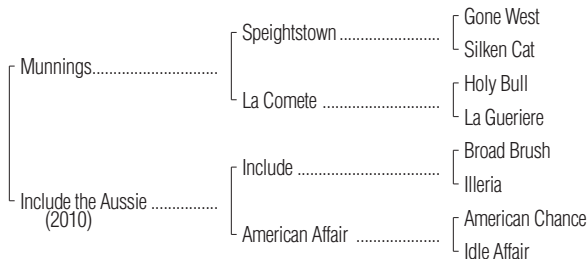 Gone West
Speightstown
Silken Cat
Munnings
Holy Bull
La Comete
La Gueriere
Broad Brush
Include
Illeria
Include the Aussie
(2010)
American Chance
American Affair
Idle Affair